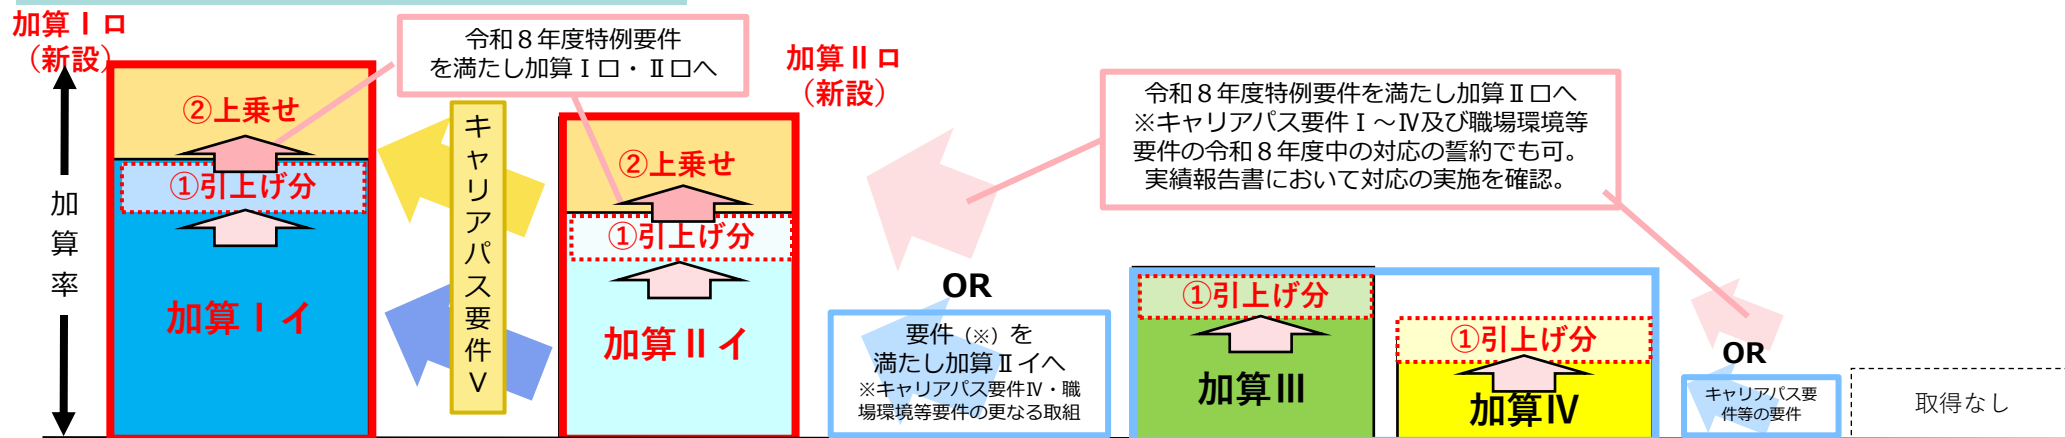 加算Ⅰロ
（新設）
加算率
②上乗せ
①引上げ分
加算Ⅰイ
令和８年度特例要件
を満たし加算Ⅰロ・Ⅱロへ
キャリアパス要件Ⅴ
加算Ⅱロ
（新設）
②上乗せ
①引上げ分
加算Ⅱイ
OR
要件（※）を
満たし加算Ⅱイへ
※キャリアパス要件Ⅳ・職
場環境等要件の更なる取組
令和８年度特例要件を満たし加算Ⅱロへ
※キャリアパス要件Ⅰ～Ⅳ及び職場環境等
要件の令和８年度中の対応の誓約でも可。
実績報告書において対応の実施を確認。
①引上げ分
加算Ⅲ
①引上げ分
加算Ⅳ
OR
キャリアパス要
件等の要件
取得なし